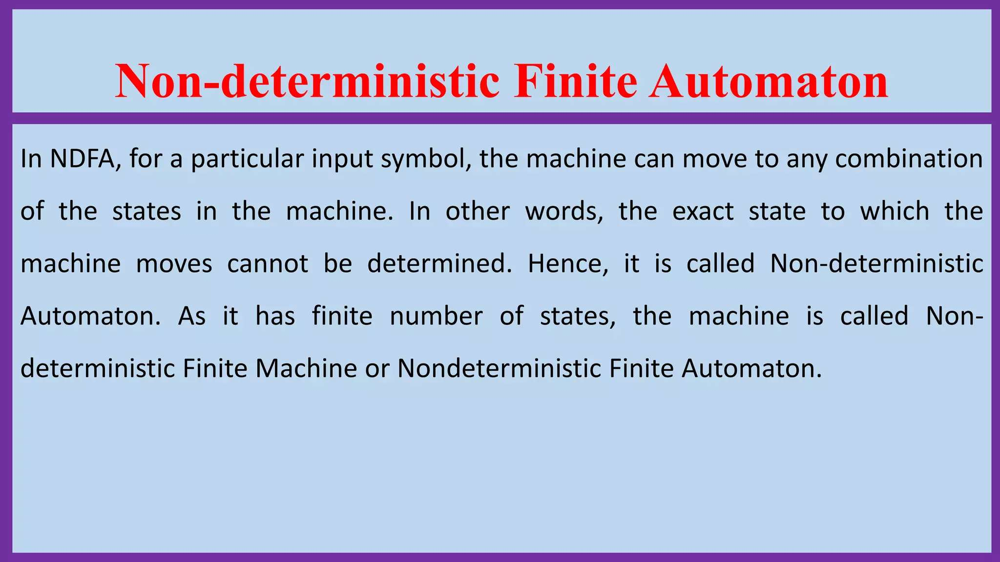 Non-deterministic Finite Automaton
In NDFA, for a particular input symbol, the machine can move to any combination
of the states in the machine. In other words, the exact state to which the
machine moves cannot be determined. Hence, it is called Non-deterministic
Automaton. As it has finite number of states, the machine is called Non-
deterministic Finite Machine or Nondeterministic Finite Automaton.